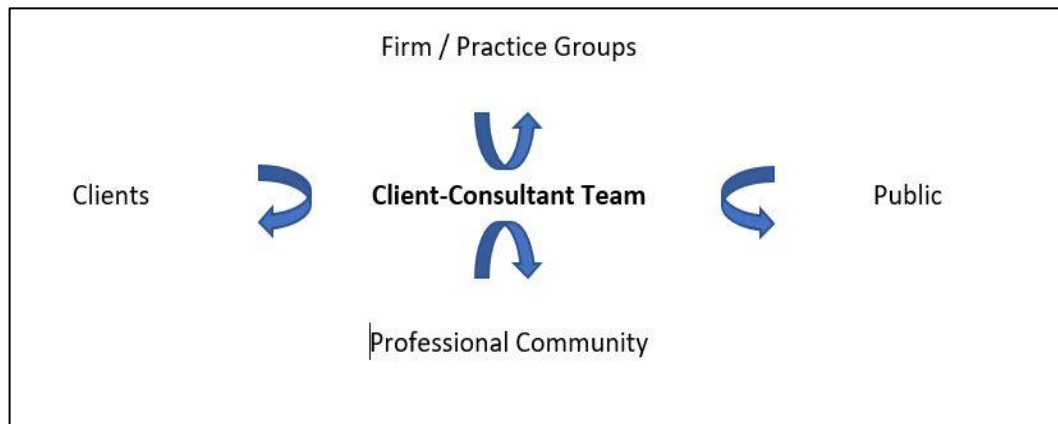 Firm / Practice Groups
Clients
Client-Consultant Team
Public
Professional Community